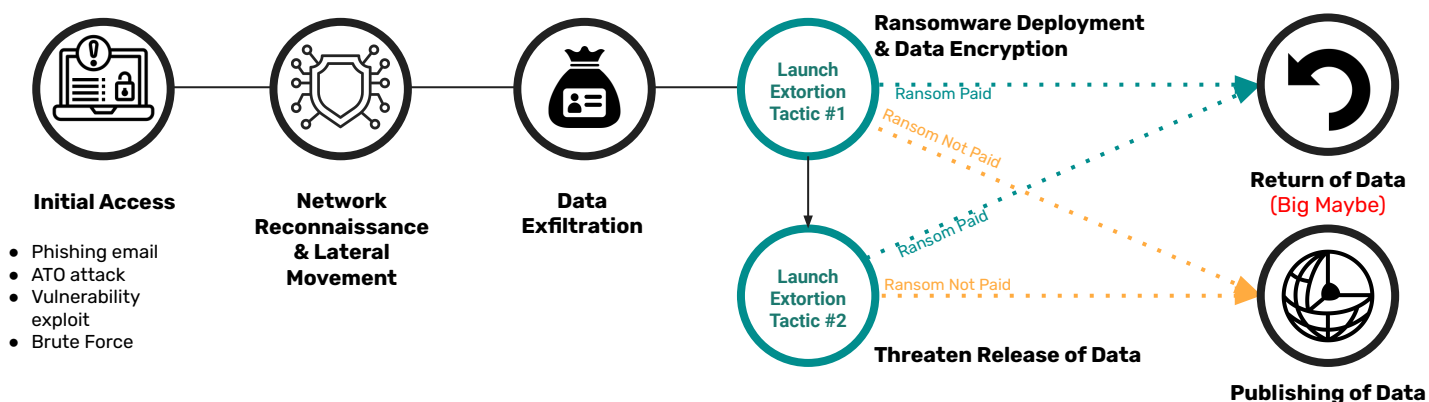 Initial Access
● Phishing email
● ATO attack
● Vulnerability
exploit
● Brute Force
Network
Reconnaissance
& Lateral
Movement
Data
Exfiltration
Launch
Extortion
Tactic #1
Ransomware Deployment
& Data Encryption
Ransom Paid
Ransom Not Paid
Launch
Extortion
Tactic #2
Ransom Paid
Ransom Not Paid
Threaten Release of Data
Return of Data
(Big Maybe)
Publishing of Data